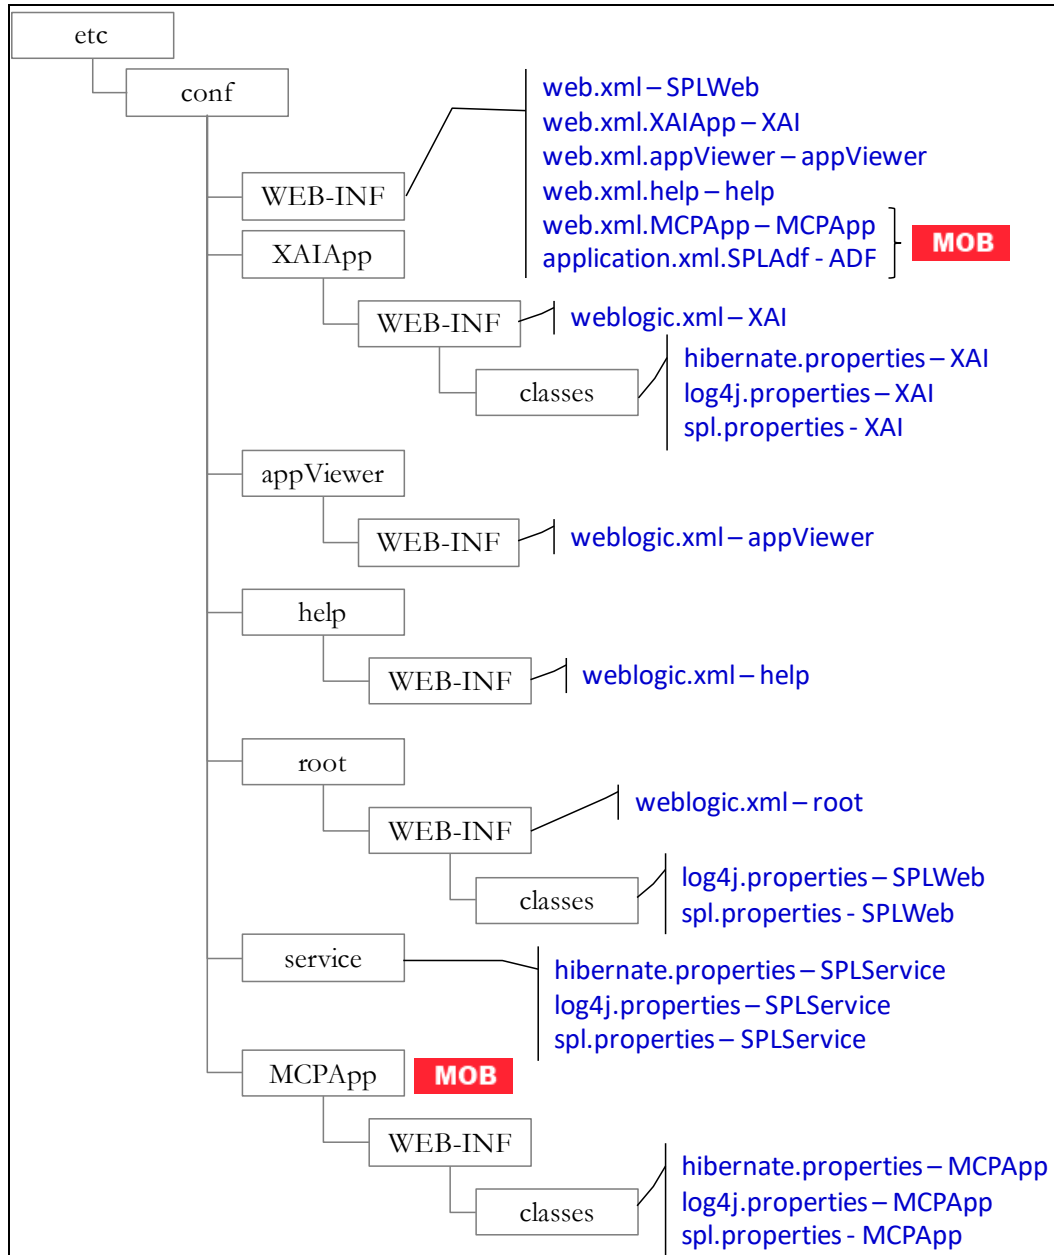 etc
conf
web.xml – SPLWeb
web.xml.XAIApp – XAI
web.xml.appViewer – appViewer
WEB-INF
web.xml.help – help
web.xml.MCPApp – MCPApp
MOB
XAIApp
application.xml.SPLAdf - ADF
WEB-INF
weblogic.xml – XAI
hibernate.properties – XAI
classes
log4j.properties – XAI
spl.properties - XAI
appViewer
WEB-INF
weblogic.xml – appViewer
help
WEB-INF
weblogic.xml – help
root
weblogic.xml – root
WEB-INF
log4j.properties – SPLWeb
classes
spl.properties - SPLWeb
service
hibernate.properties – SPLService
log4j.properties – SPLService
spl.properties – SPLService
MCPApp
MOB
WEB-INF
hibernate.properties – MCPApp
log4j.properties – MCPApp
classes
spl.properties - MCPApp